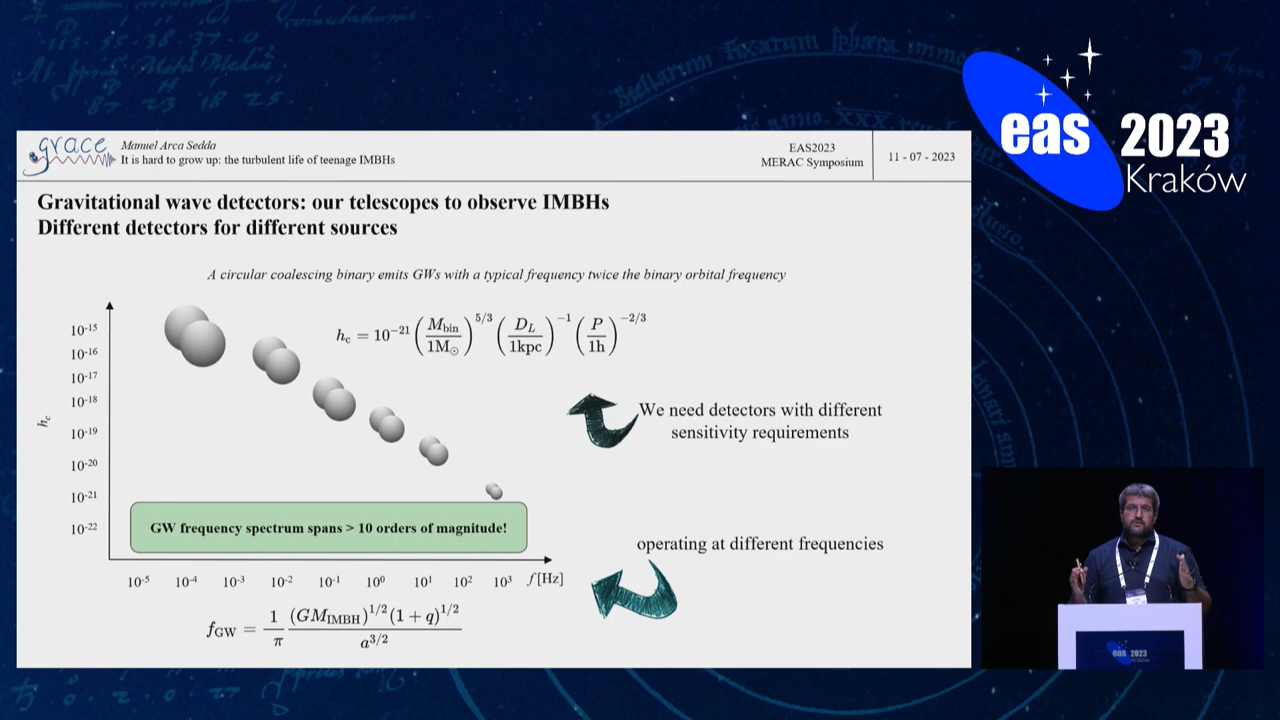 eas 2023
Kraków
grace
Manuel Arca Sedda
It is hard to grow up: the turbulent life of teenage IMBHs
EAS2023
MERAC Symposium
11 - 07 - 2023
Gravitational wave detectors: our telescopes to observe IMBHs
Different detectors for different sources
A circular coalescing binary emits GWs with a typical frequency twice the binary orbital frequency
h_c = 10^-21 (M_bin / 1M_⊙)^5/3 (D_L / 1kpc)^-1 (P / 1h)^-2/3
10^-15
10^-16
10^-17
10^-18
10^-19
10^-20
10^-21
10^-22
h_c
We need detectors with different
sensitivity requirements
GW frequency spectrum spans > 10 orders of magnitude!
operating at different frequencies
10^-5 10^-4 10^-3 10^-2 10^-1 10^0 10^1 10^2 10^3 f [Hz]
f_GW = 1/π (GM_IMBH)^1/2 (1 + q)^1/2 / a^3/2
eas 2023